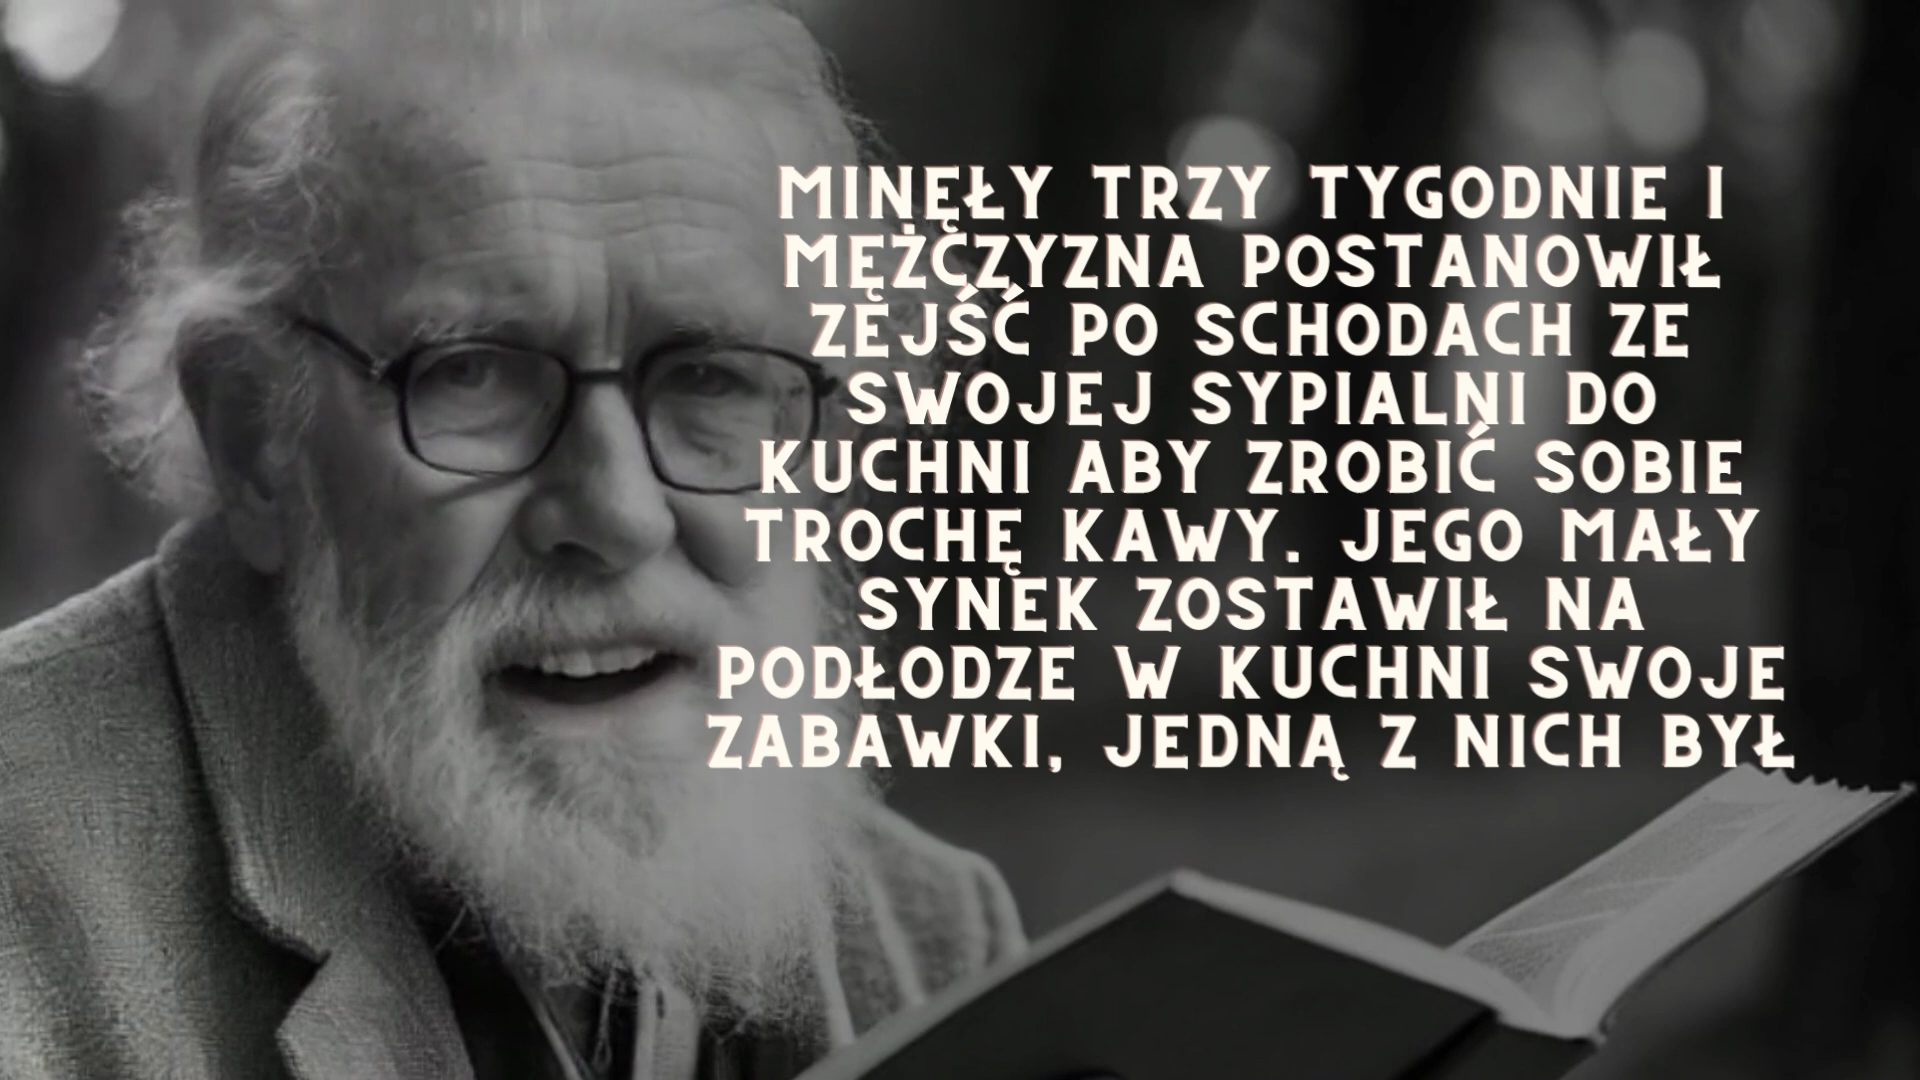 MINĘŁY TRZY TYGODNIE I
MĘŻCZYZNA POSTANOWIŁ
ZEJŚĆ PO SCHODACH ZE
SWOJEJ SYPIALNI DO
KUCHNI ABY ZROBIĆ SOBIE
TROCHĘ KAWY. JEGO MAŁY
SYNEK ZOSTAWIŁ NA
PODŁODZE W KUCHNI SWOJE
ZABAWKI, JEDNĄ Z NICH BYŁ